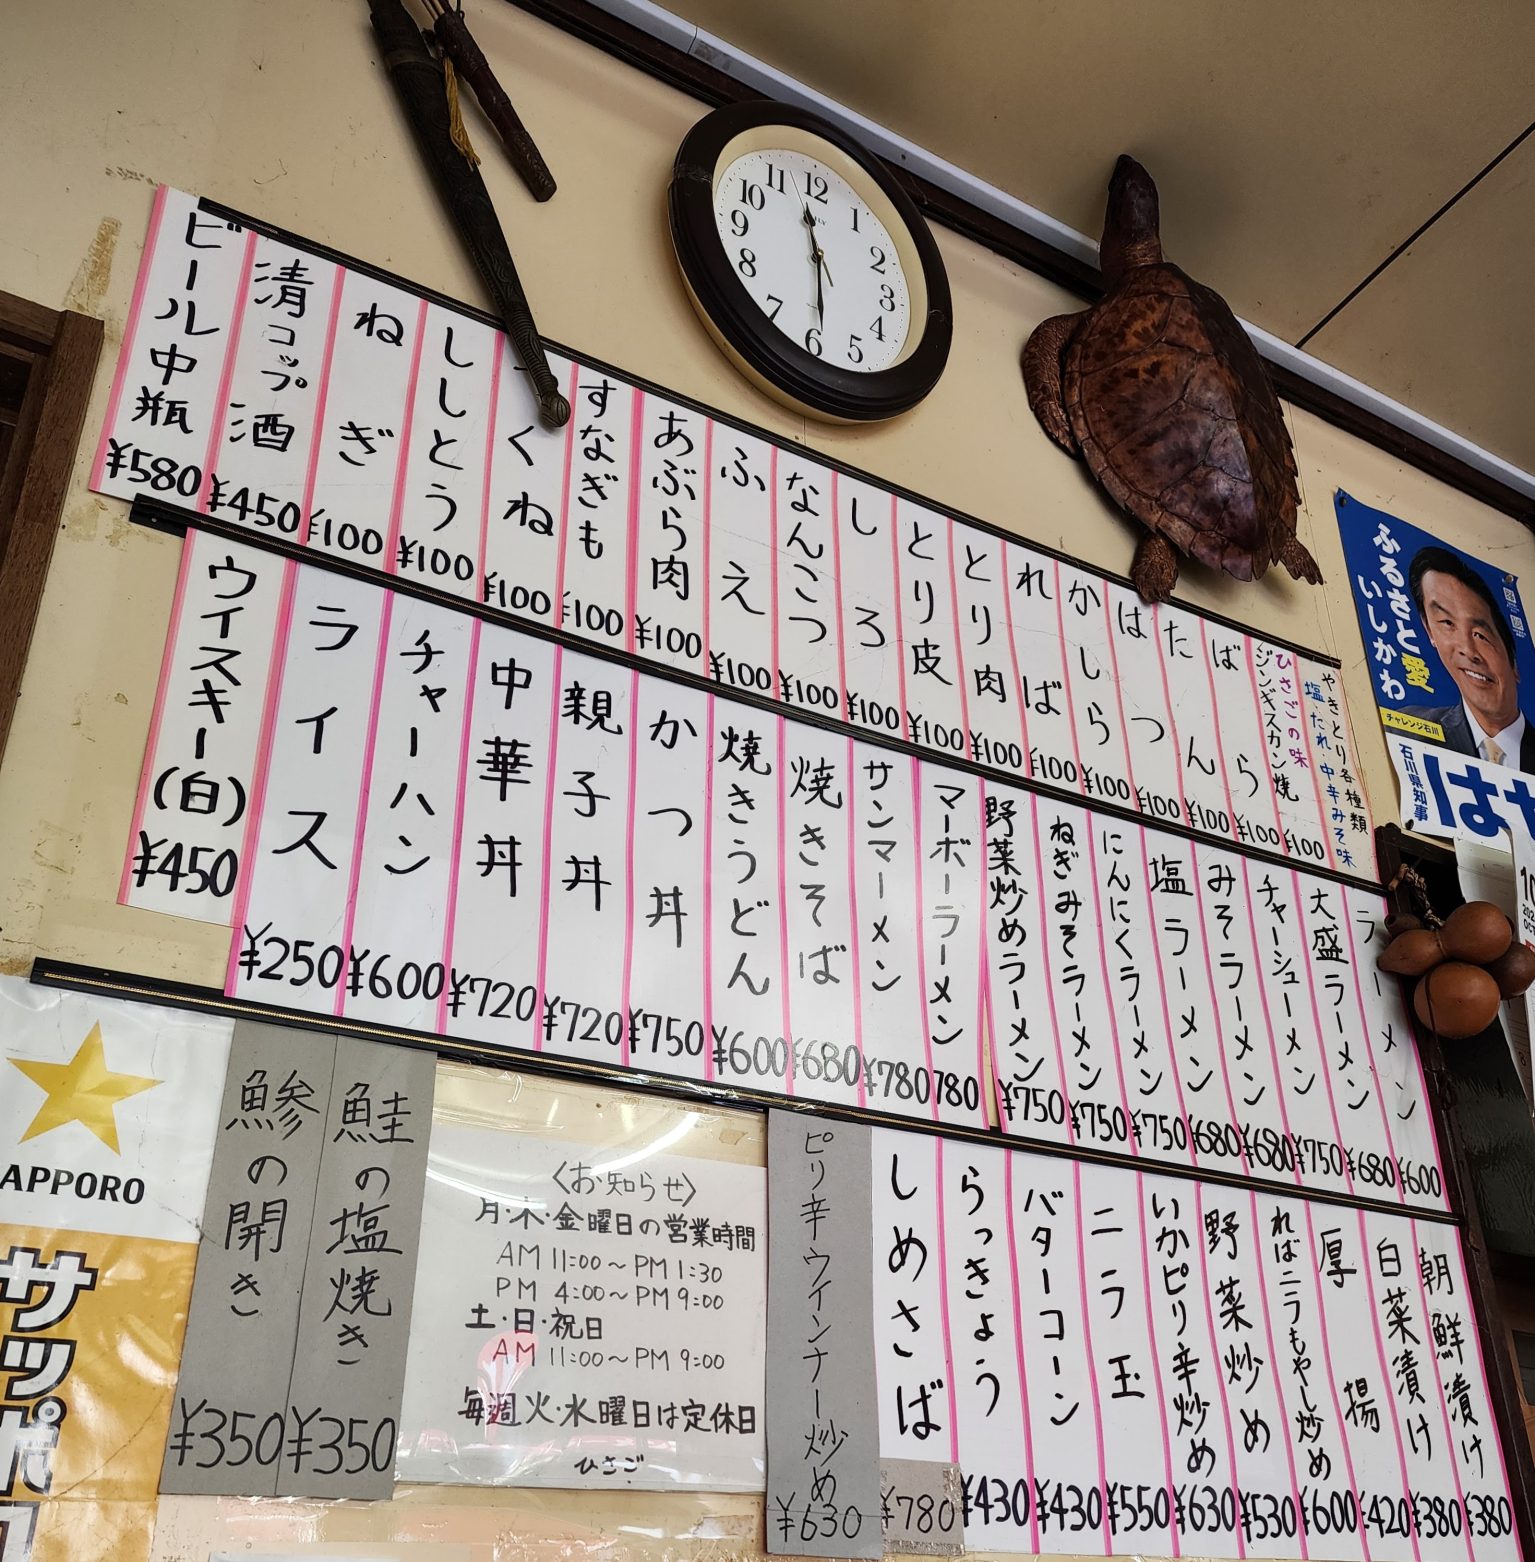 やきとり各種類
塩・たれ・中辛みそ味
ひさごの味
ジンギスカン焼 ¥100
ばら ¥100
たん ¥100
はつ ¥100
かしら ¥100
ればー ¥100
とり肉 ¥100
とり皮 ¥100
しろ ¥100
なんこつ ¥100
ふえ ¥100
あぶら肉 ¥100
すなぎも ¥100
くね ¥100
ししとう ¥100
ねぎ ¥100
清酒 コップ ¥450
ビール中瓶 ¥580
ラーメン ¥600
大盛ラーメン ¥680
チャーシューメン ¥750
みそラーメン ¥680
塩ラーメン ¥680
にんにくラーメン ¥750
ねぎみそラーメン ¥750
野菜炒めラーメン ¥750
マーボーラーメン 780
サンマーメン ¥780
焼きそば ¥680
焼きうどん ¥600
かつ丼 ¥750
親子丼 ¥720
中華丼 ¥720
チャーハン ¥600
ライス ¥250
ウイスキー(白) ¥450
朝鮮漬け ¥380
白菜漬け ¥380
厚揚 ¥420
ればニラもやし炒め ¥600
野菜炒め ¥530
いかピリ辛炒め ¥630
ニラ玉 ¥550
バターコーン ¥430
らっきょう ¥430
しめさば ¥780
ピリ辛ウインナー炒め ¥630
〈お知らせ〉
月・木・金曜日の営業時間
AM 11:00～PM 1:30
PM 4:00～PM 9:00
土・日・祝日
AM 11:00～PM 9:00
毎週火・水曜日は定休日
ひさご
鮭の塩焼き ¥350
鯵の開き ¥350
APPORO
サッポロ
12
1
2
3
4
5
6
7
8
9
10
11
ふるさと愛
いしかわ
チャレンジ石川
石川県知事
は
10